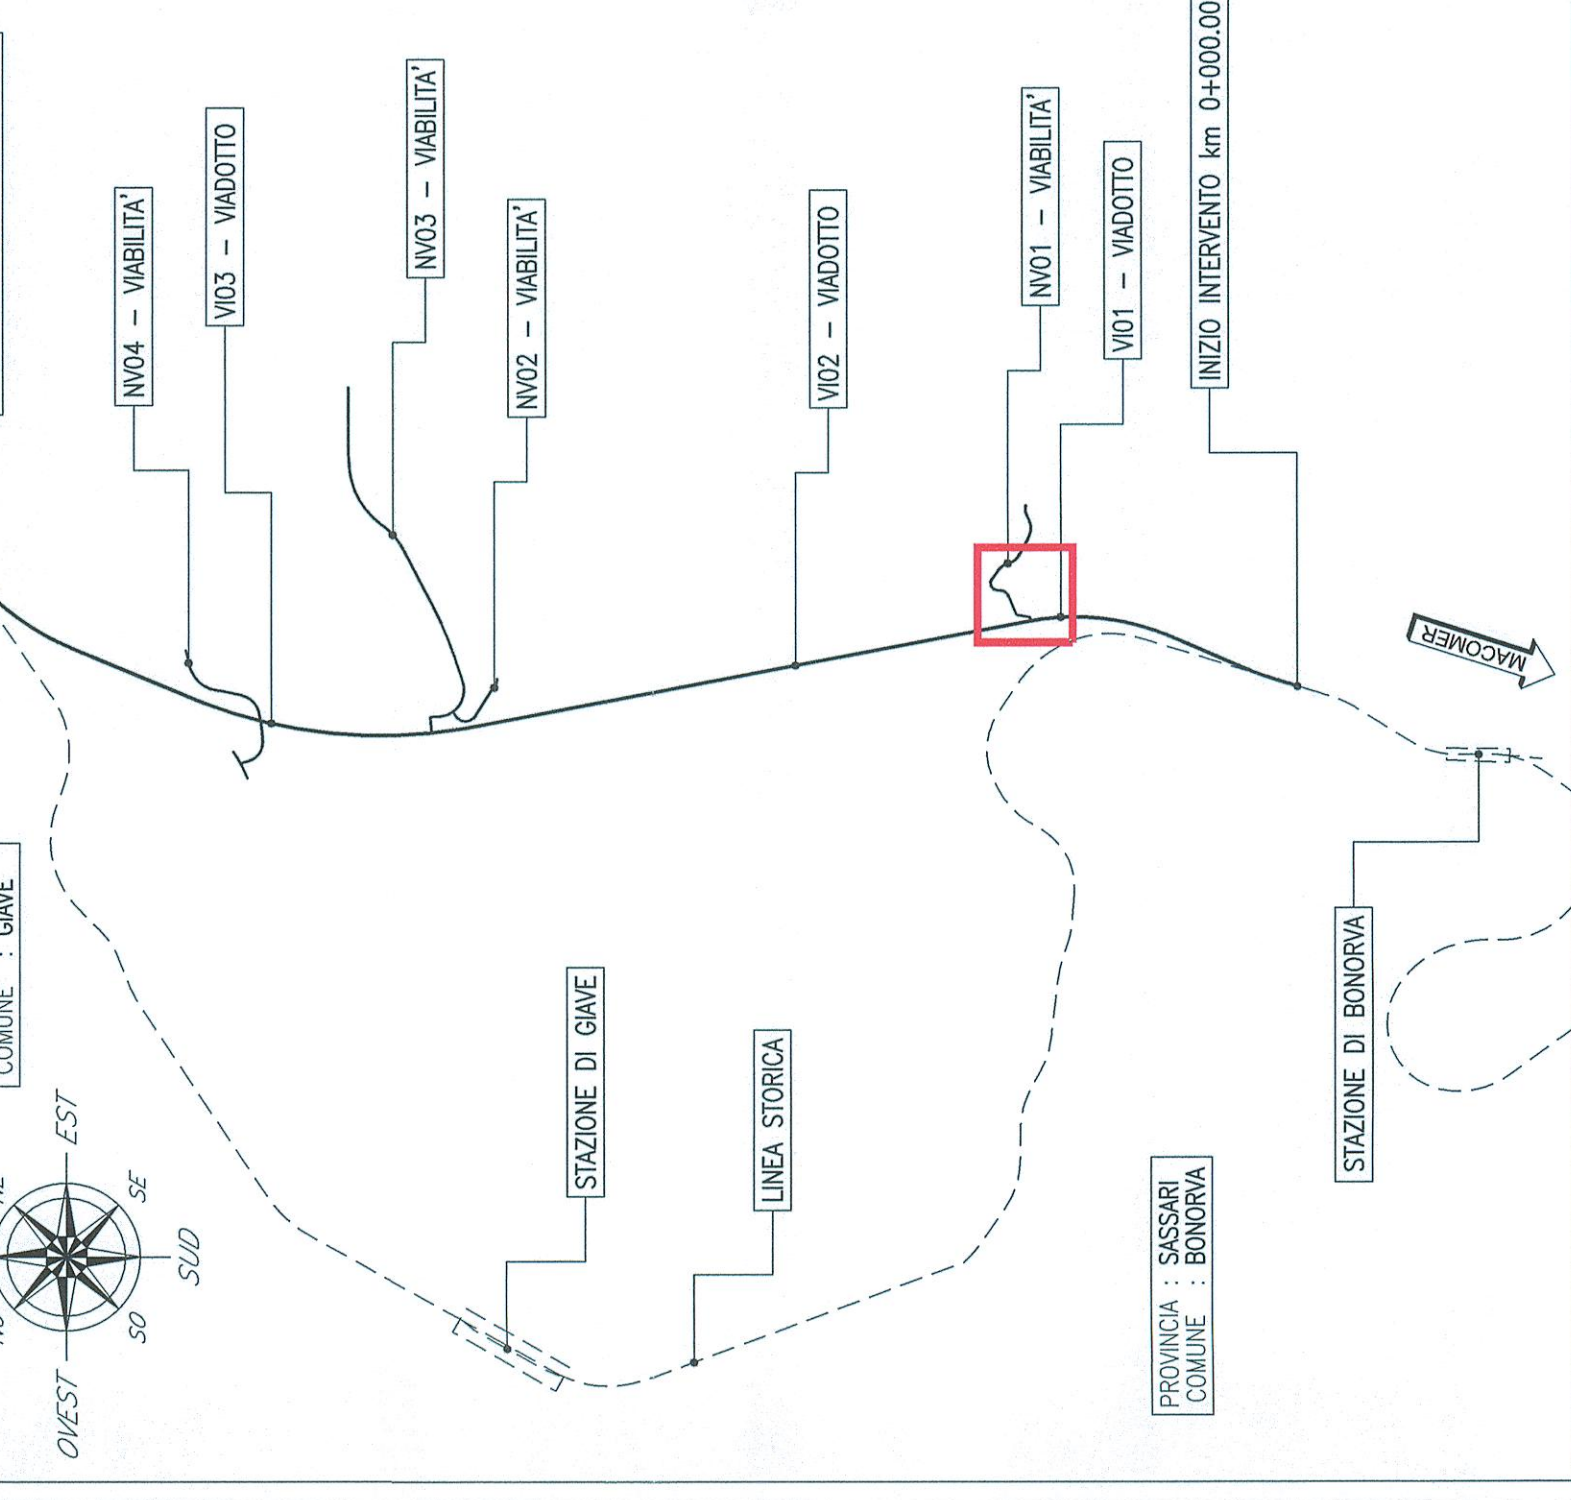 NV04 - VIABILITA'
VI03 - VIADOTTO
NV03 - VIABILITA'
NV02 - VIABILITA'
VI02 - VIADOTTO
NV01 - VIABILITA'
VI01 - VIADOTTO
INIZIO INTERVENTO km 0+000.00
MACOMER
COMUNE : GIAVE
EST
SE
SUD
SO
OVEST
STAZIONE DI GIAVE
LINEA STORICA
STAZIONE DI BONORVA
PROVINCIA : SASSARI
COMUNE : BONORVA